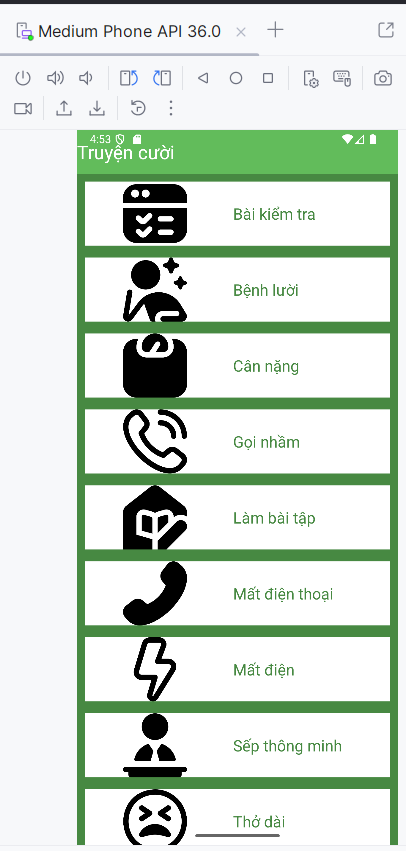 Medium Phone API 36.0
4:53
Truyện cười
Bài kiểm tra
Bệnh lười
Cân nặng
Gọi nhầm
Làm bài tập
Mất điện thoại
Mất điện
Sếp thông minh
Thở dài